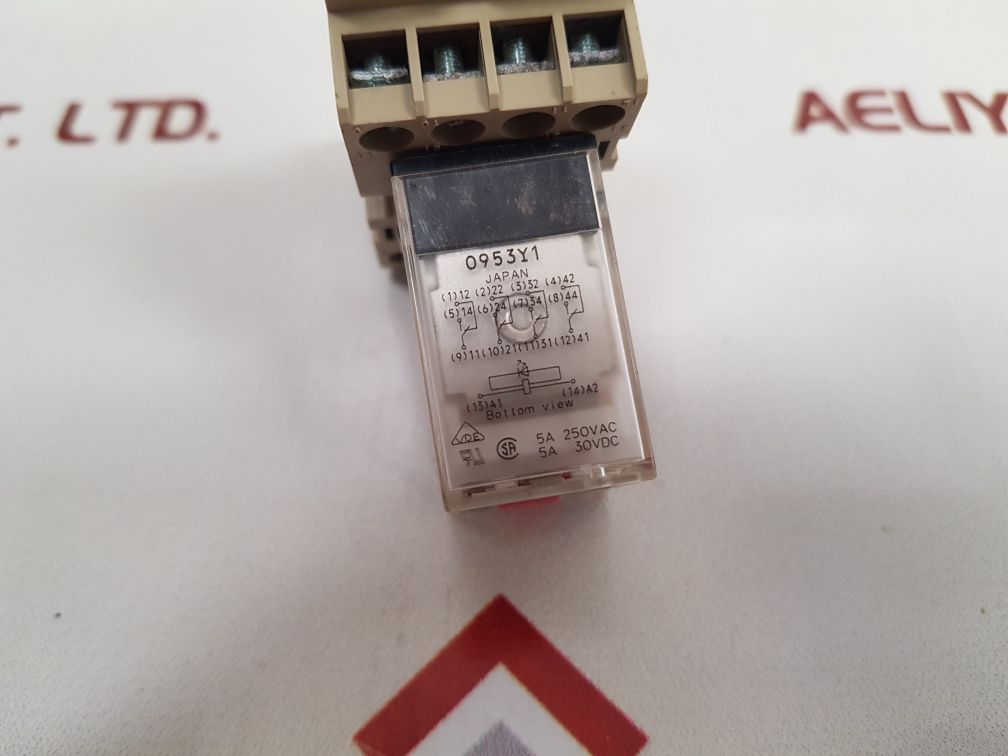 T. LTD.
AELIY
0953Y1
JAPAN
(1)12 (2)22 (3)32 (4)42
(5)14 (6)24 (7)34 (8)44
(9)11(10)21(11)31(12)41
(13)A1 (14)A2
Bottom view
VDE
5A 250VAC
SA
5A 30VDC